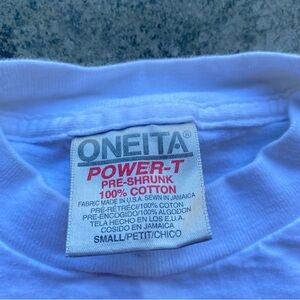 ONEITA®
POWER-T
PRE-SHRUNK
100% COTTON
FABRIC MADE IN U.S.A. SEWN IN JAMAICA
PRE-RÉTRÉCI/100% COTON
PRE-ENCOGIDO/100% ALGODON
TELA HECHO EN LOS E.U.A.
COSIDO EN JAMAICA
SMALL/PETIT/CHICO